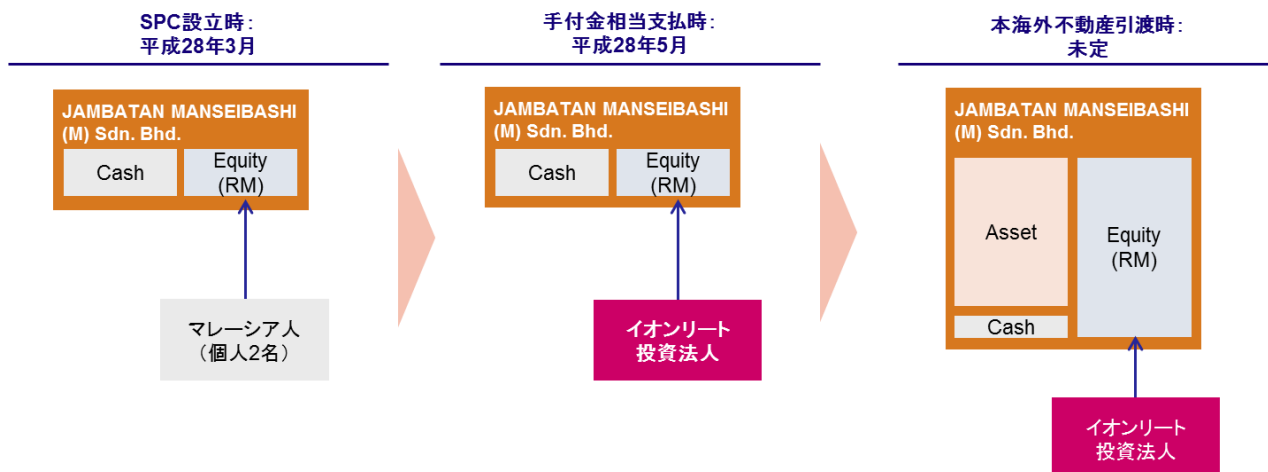 SPC設立時:
平成28年3月
JAMBATAN MANSEIBASHI
(M) Sdn. Bhd.
Cash
Equity
(RM)
マレーシア人
（個人2名）
手付金相当支払時:
平成28年5月
JAMBATAN MANSEIBASHI
(M) Sdn. Bhd.
Cash
Equity
(RM)
イオンリート
投資法人
本海外不動産引渡時:
未定
JAMBATAN MANSEIBASHI
(M) Sdn. Bhd.
Asset
Cash
Equity
(RM)
イオンリート
投資法人